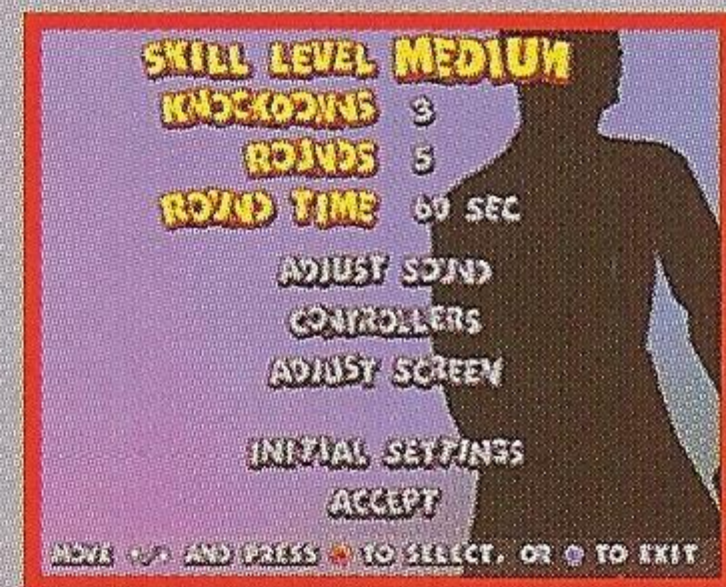 SKILL LEVEL MEDIUM
KNOCKDOWNS 3
ROUNDS 5
ROUND TIME 60 SEC
ADJUST SOUND
CONTROLLERS
ADJUST SCREEN
INITIAL SETTINGS
ACCEPT
MOVE AND PRESS TO SELECT, OR TO EXIT